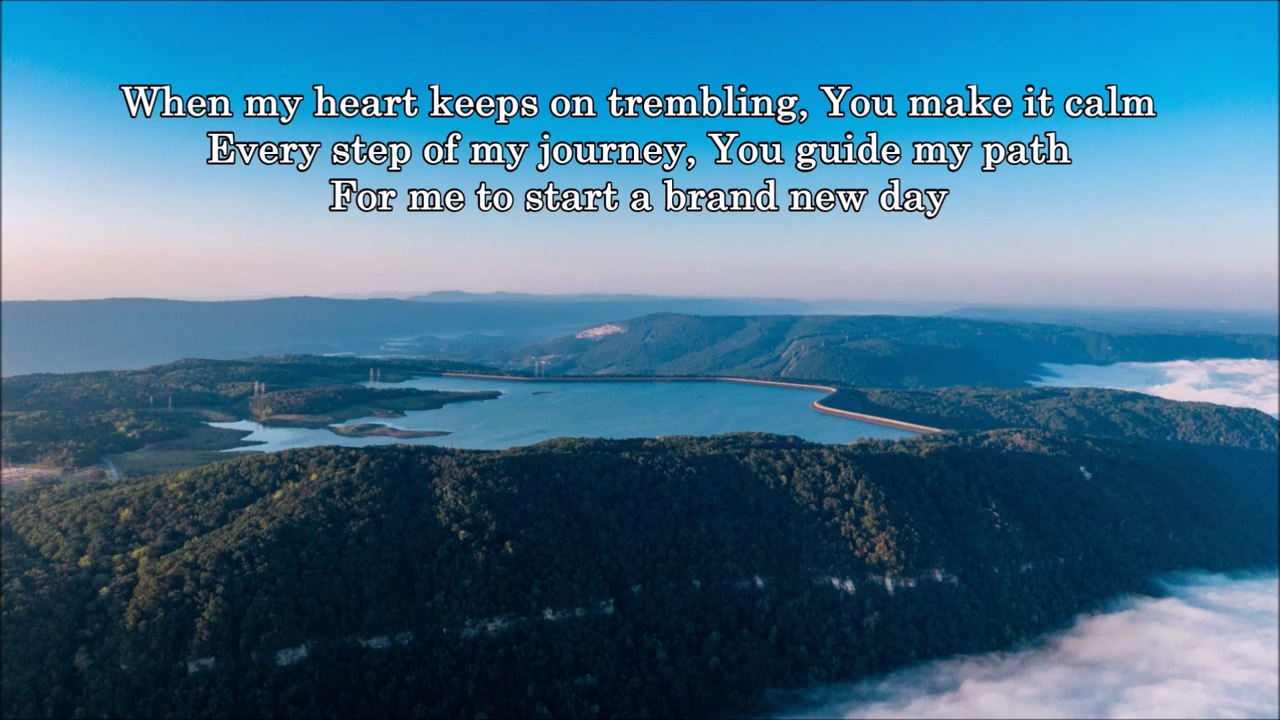 When my heart keeps on trembling, You make it calm
Every step of my journey, You guide my path
For me to start a brand new day